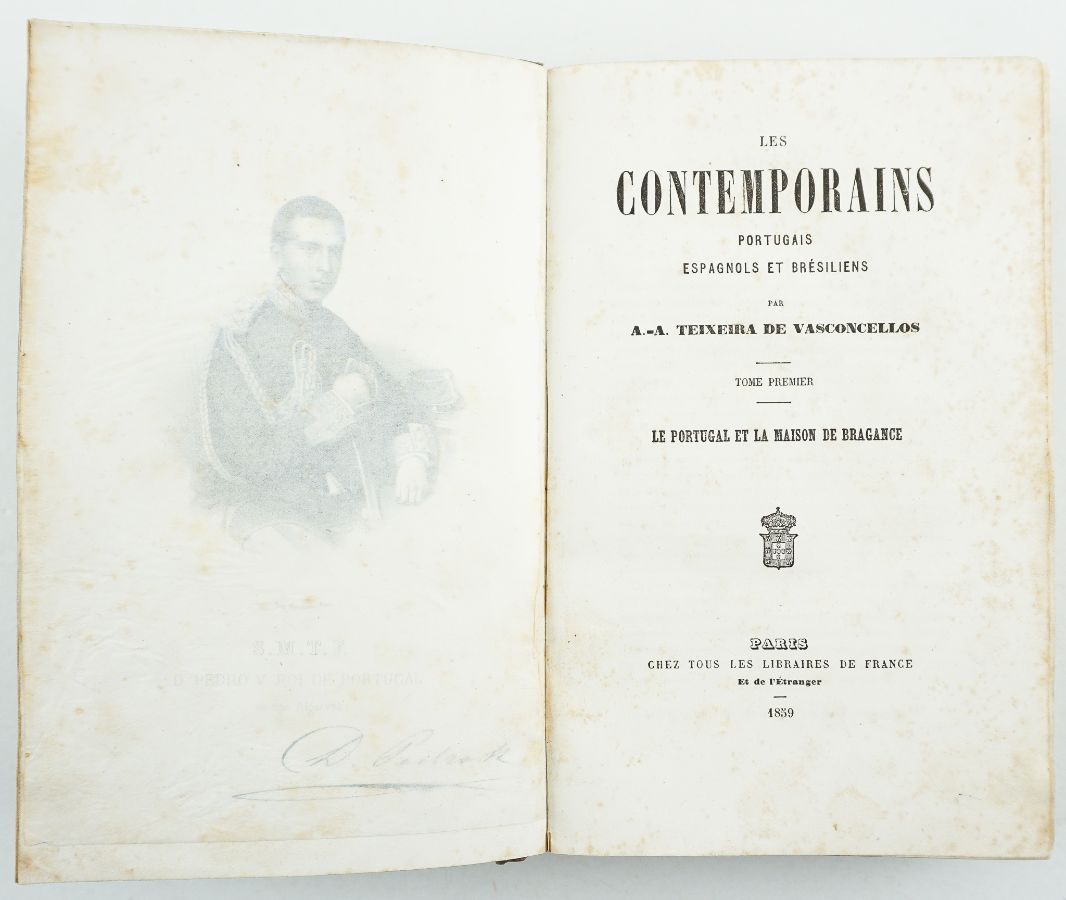 S. M. T. F.
D. PEDRO V ROI DE PORTUGAL
LES
CONTEMPORAINS
PORTUGAIS
ESPAGNOLS ET BRÉSILIENS
PAR
A.-A. TEIXEIRA DE VASCONCELLOS
TOME PREMIER
LE PORTUGAL ET LA MAISON DE BRAGANCE
PARIS
CHEZ TOUS LES LIBRAIRES DE FRANCE
Et de l'Étranger
1859